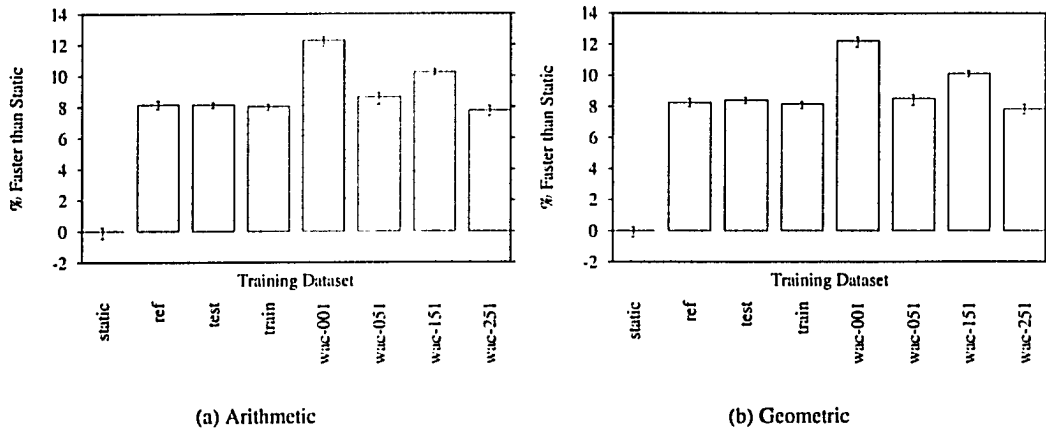 14
12
10
8
6
4
2
0
-2
% Faster than Static
Training Dataset
static
ref
test
train
wac-001
wac-051
wac-151
wac-251
(a) Arithmetic
14
12
10
8
6
4
2
0
-2
% Faster than Static
Training Dataset
static
ref
test
train
wac-001
wac-051
wac-151
wac-251
(b) Geometric